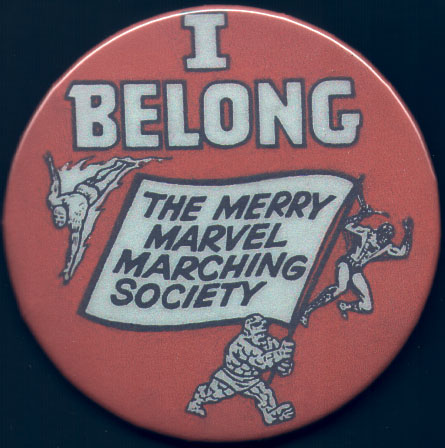 I
BELONG
THE MERRY
MARVEL
MARCHING
SOCIETY